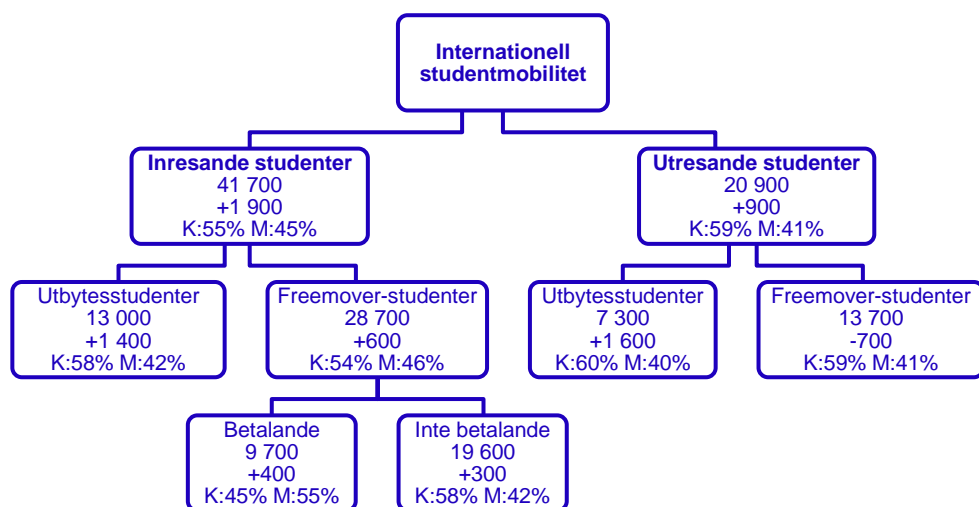 Internationell
studentmobilitet
Inresande studenter
41 700
+1 900
K:55% M:45%
Utresande studenter
20 900
+900
K:59% M:41%
Utbytesstudenter
13 000
+1 400
K:58% M:42%
Freemover-studenter
28 700
+600
K:54% M:46%
Utbytesstudenter
7 300
+1 600
K:60% M:40%
Freemover-studenter
13 700
-700
K:59% M:41%
Betalande
9 700
+400
K:45% M:55%
Inte betalande
19 600
+300
K:58% M:42%